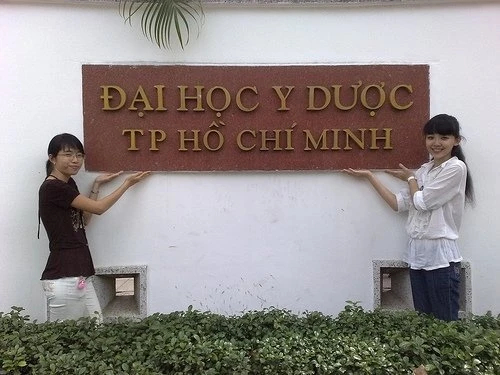 ĐẠI HỌC Y DƯỢC
TP HỒ CHÍ MINH